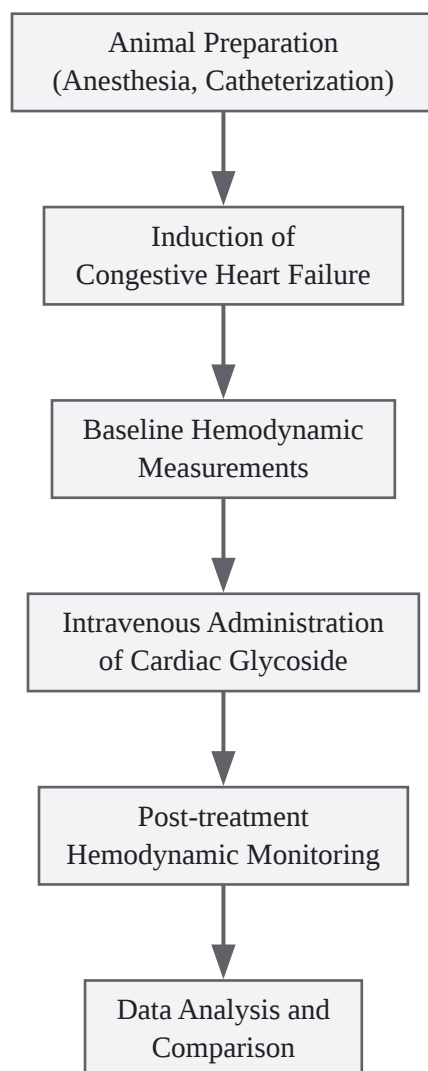 Animal Preparation
(Anesthesia, Catheterization)
Induction of
Congestive Heart Failure
Baseline Hemodynamic
Measurements
Intravenous Administration
of Cardiac Glycoside
Post-treatment
Hemodynamic Monitoring
Data Analysis and
Comparison